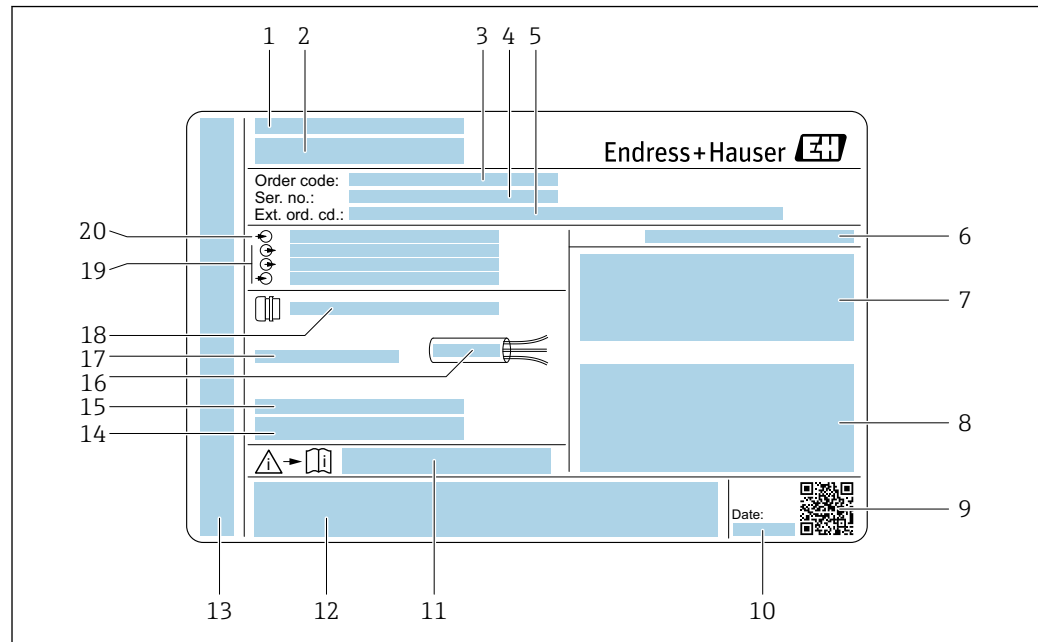 1 2 3 4 5
Endress+Hauser EH
Order code:
Ser. no.:
Ext. ord. cd.:
20
6
19
7
18
17
16
15
14
8
i i
Date:
9
13 12 11 10